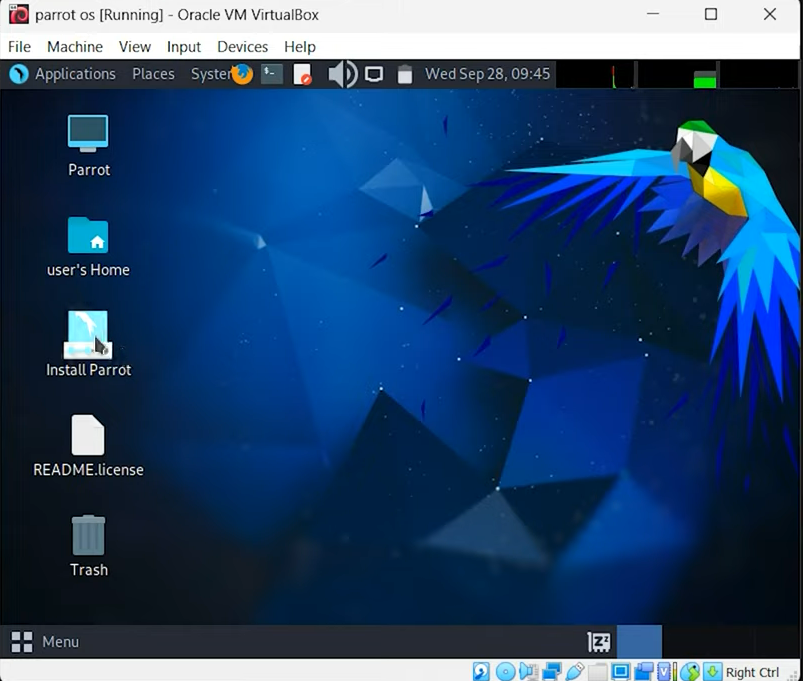 parrot os [Running] - Oracle VM VirtualBox
File Machine View Input Devices Help
Applications Places System Wed Sep 28, 09:45
Parrot
user's Home
Install Parrot
README.license
Trash
Menu
Right Ctrl